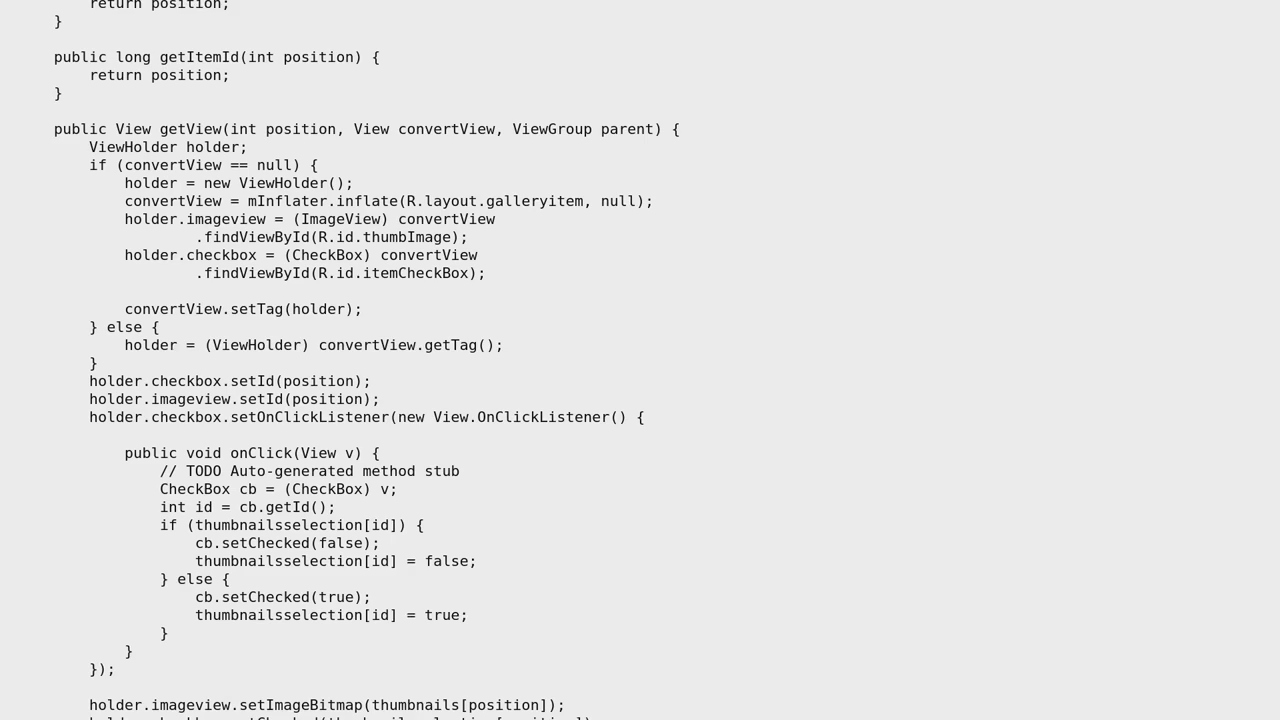 return position;
    }

    public long getItemId(int position) {
        return position;
    }

    public View getView(int position, View convertView, ViewGroup parent) {
        ViewHolder holder;
        if (convertView == null) {
            holder = new ViewHolder();
            convertView = mInflater.inflate(R.layout.galleryitem, null);
            holder.imageview = (ImageView) convertView
                    .findViewById(R.id.thumbImage);
            holder.checkbox = (CheckBox) convertView
                    .findViewById(R.id.itemCheckBox);

            convertView.setTag(holder);
        } else {
            holder = (ViewHolder) convertView.getTag();
        }
        holder.checkbox.setId(position);
        holder.imageview.setId(position);
        holder.checkbox.setOnClickListener(new View.OnClickListener() {

            public void onClick(View v) {
                // TODO Auto-generated method stub
                CheckBox cb = (CheckBox) v;
                int id = cb.getId();
                if (thumbnailsselection[id]) {
                    cb.setChecked(false);
                    thumbnailsselection[id] = false;
                } else {
                    cb.setChecked(true);
                    thumbnailsselection[id] = true;
                }
            }
        });

        holder.imageview.setImageBitmap(thumbnails[position]);